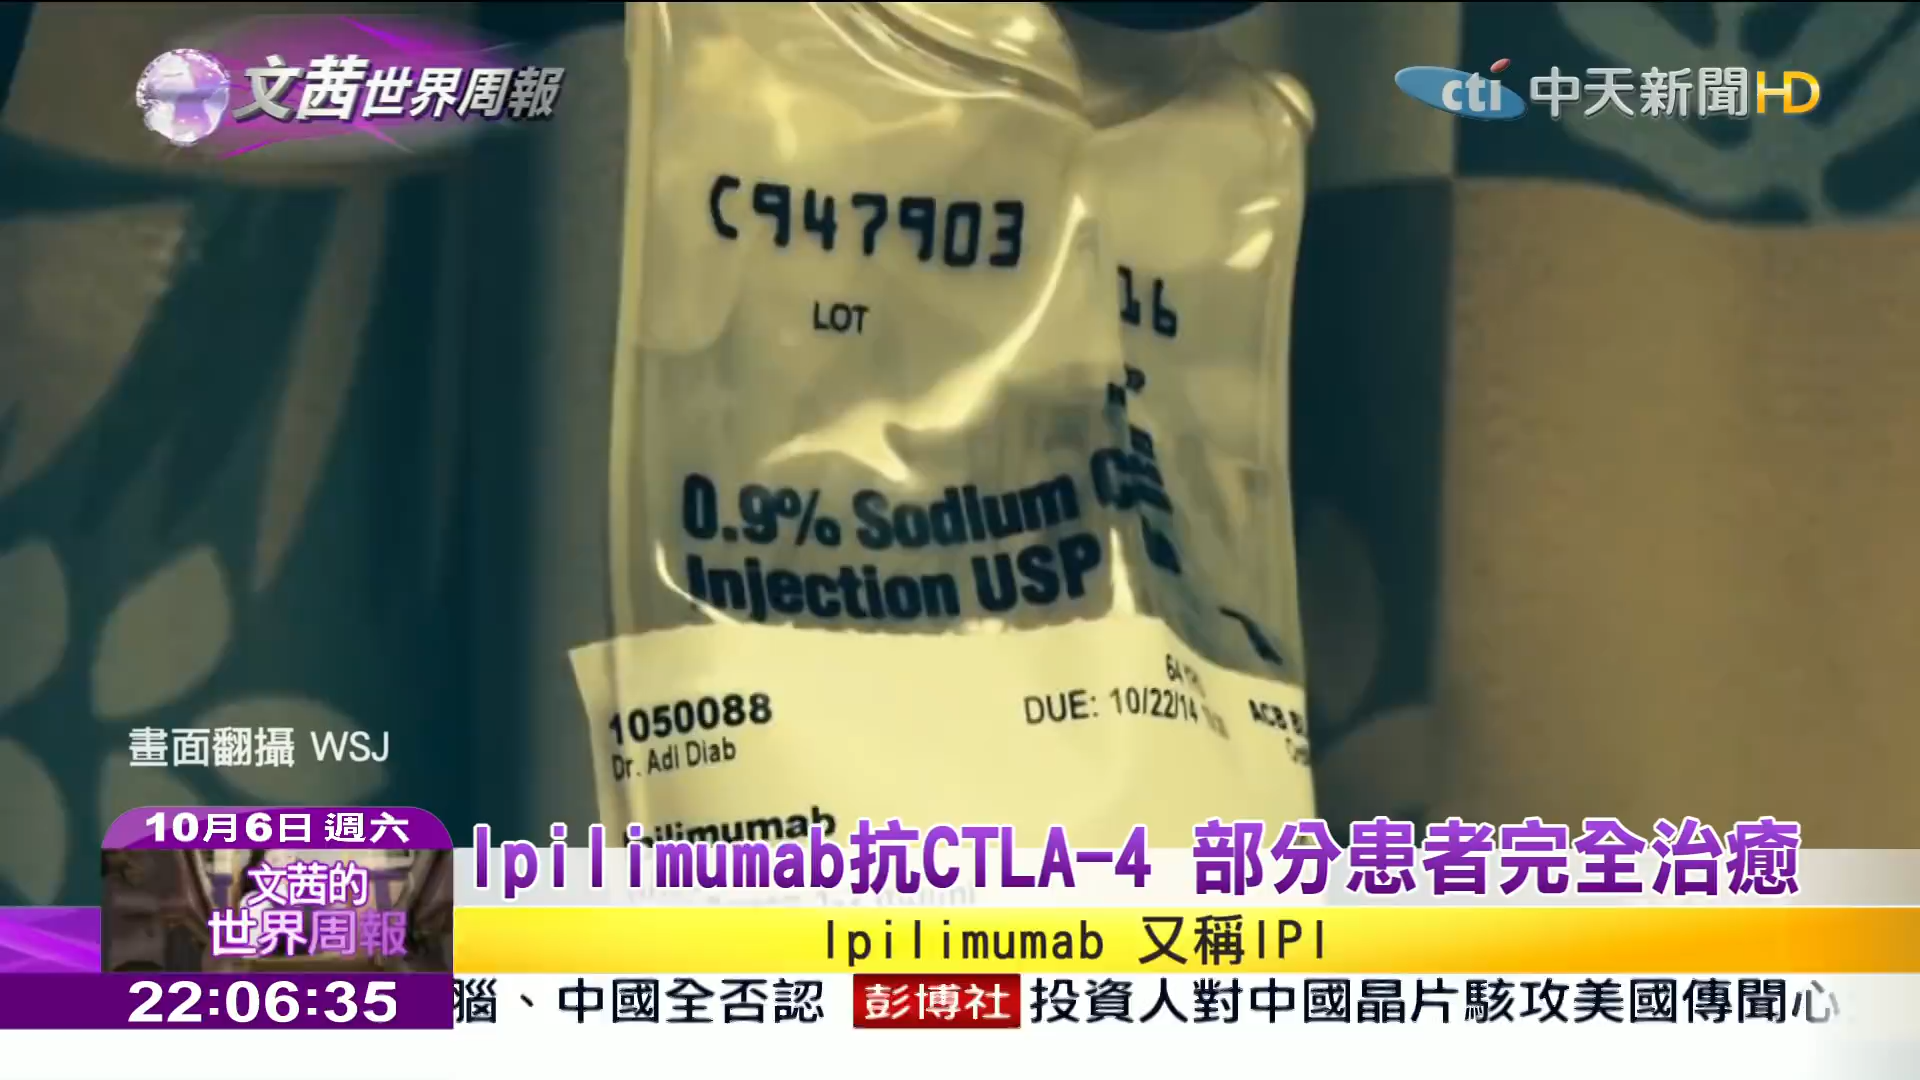 文茜世界周報
cti 中天新聞HD
C947903
LOT
16
0.9% Sodium
Injection USP
1050088
DUE: 10/22/14
Dr. Adi Diab
Ipilimumab
畫面翻攝 WSJ
10月6日 週六
文茜的
世界周報
22:06:35
Ipilimumab抗CTLA-4 部分患者完全治癒
Ipilimumab 又稱IPI
腦、中國全否認 彭博社 投資人對中國晶片駭攻美國傳聞心